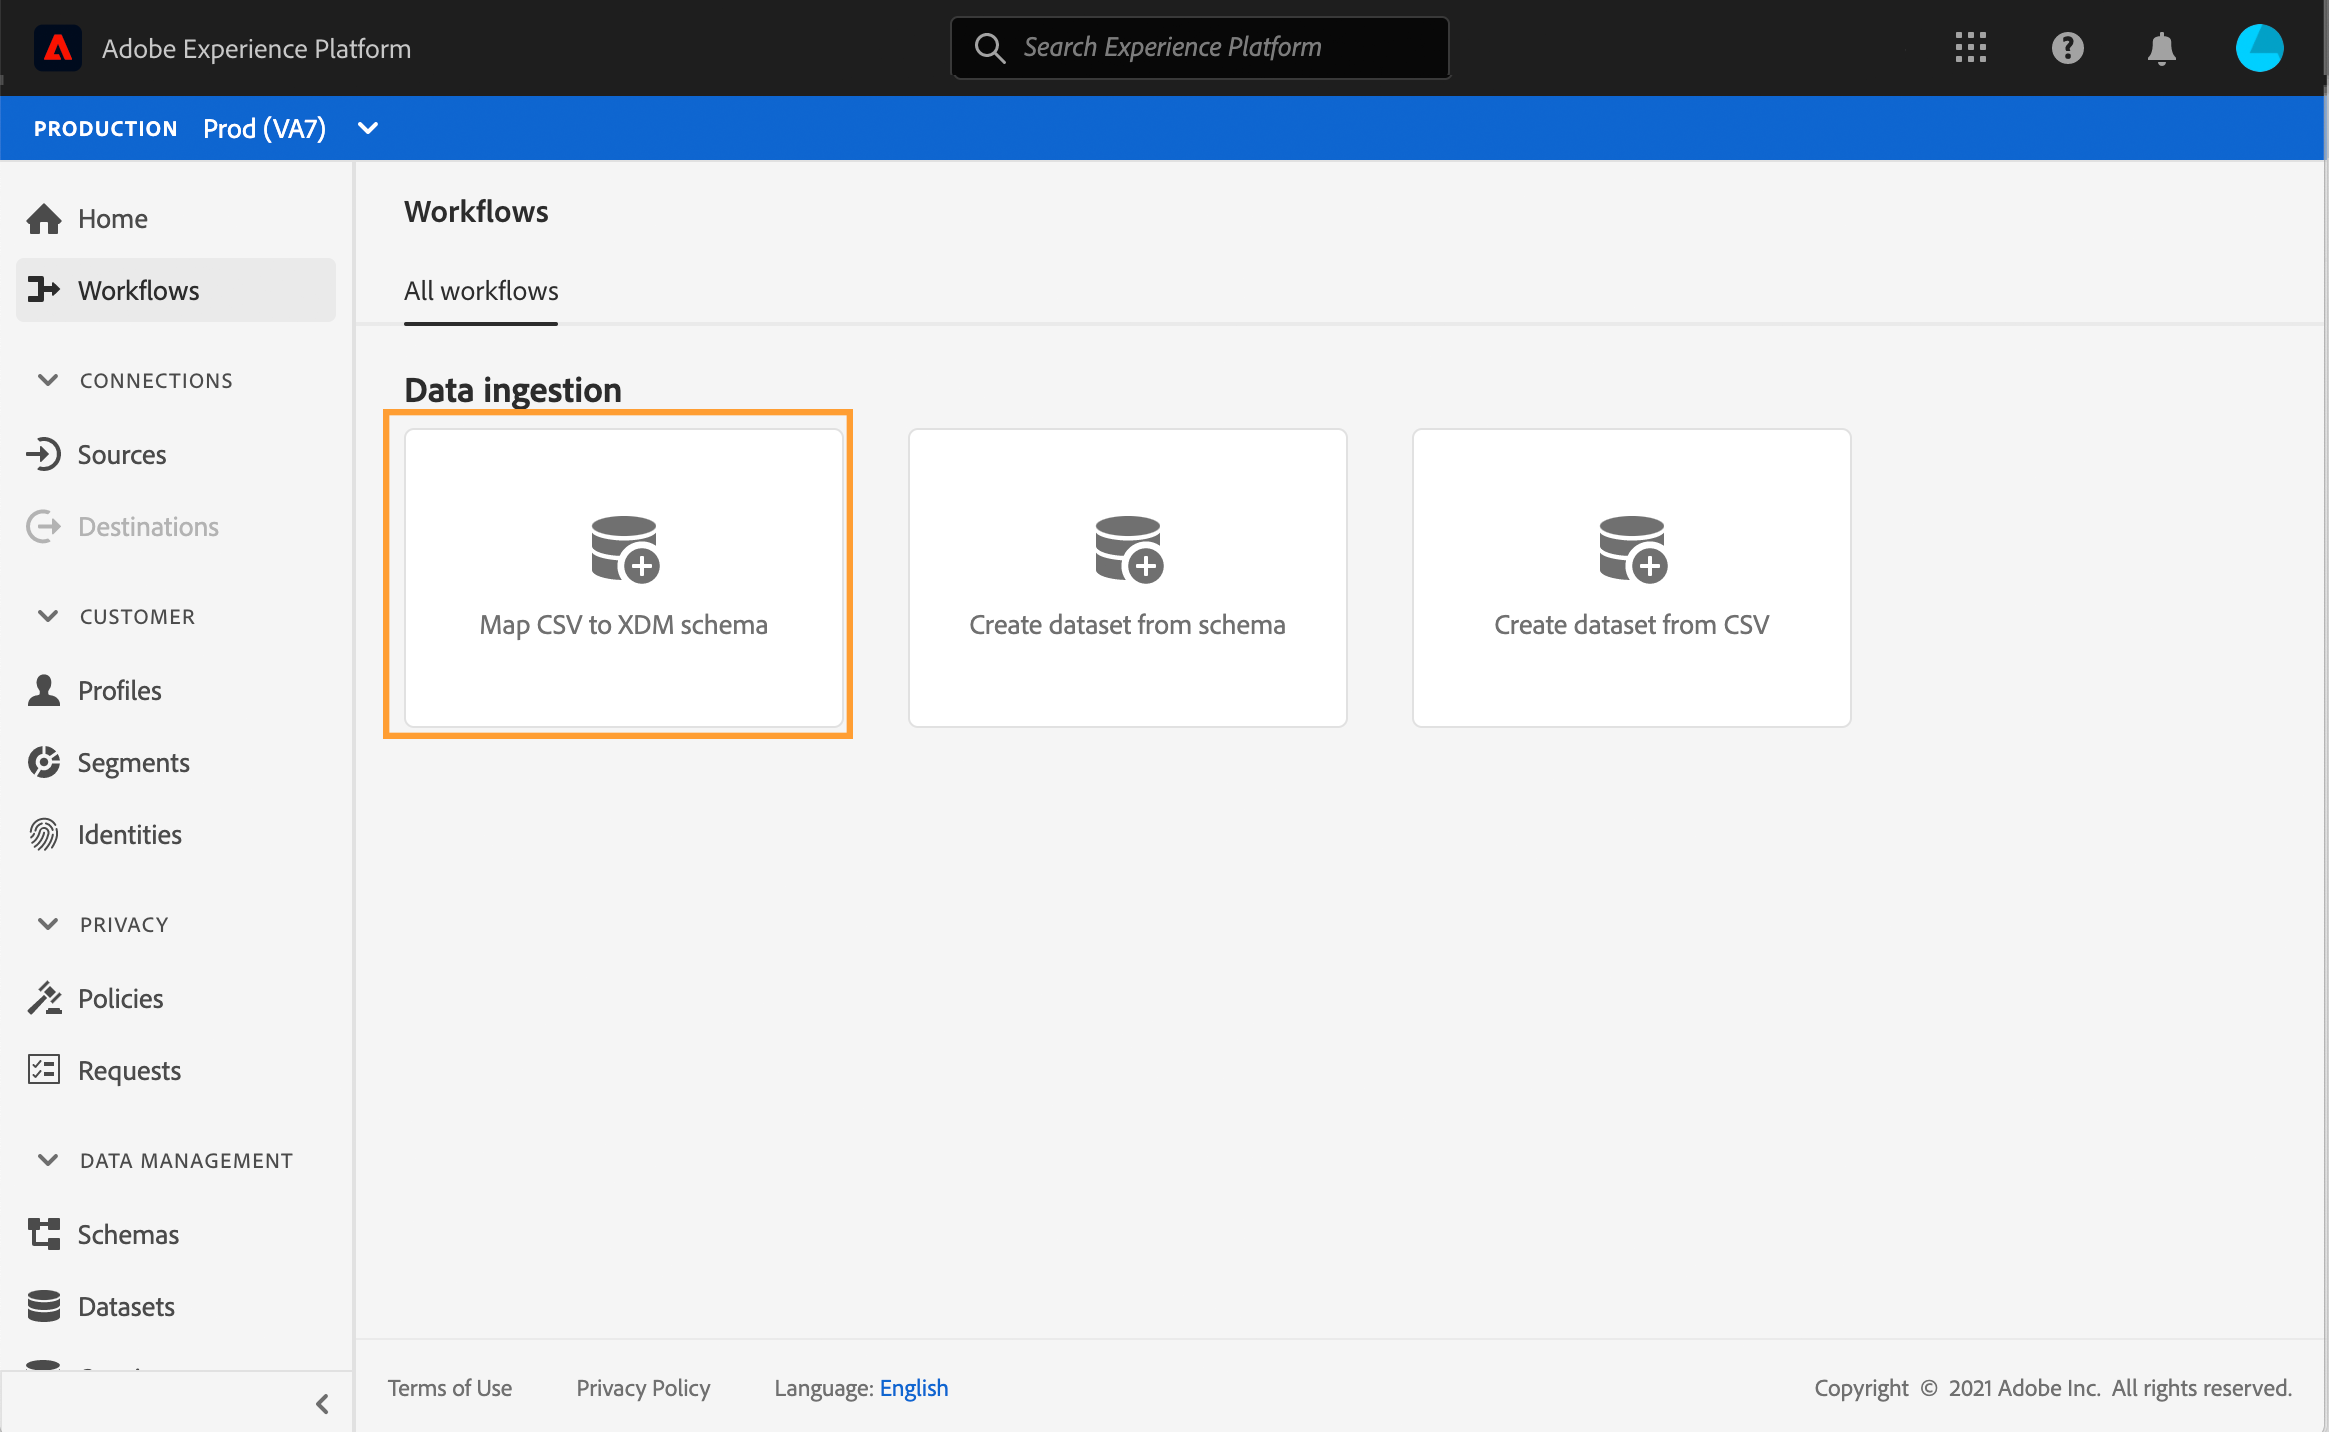 Adobe Experience Platform
Search Experience Platform
PRODUCTION Prod (VA7)
Home
Workflows
CONNECTIONS
Sources
Destinations
CUSTOMER
Profiles
Segments
Identities
PRIVACY
Policies
Requests
DATA MANAGEMENT
Schemas
Datasets
Workflows
All workflows
Data ingestion
Map CSV to XDM schema
Create dataset from schema
Create dataset from CSV
Terms of Use
Privacy Policy
Language: English
Copyright © 2021 Adobe Inc. All rights reserved.